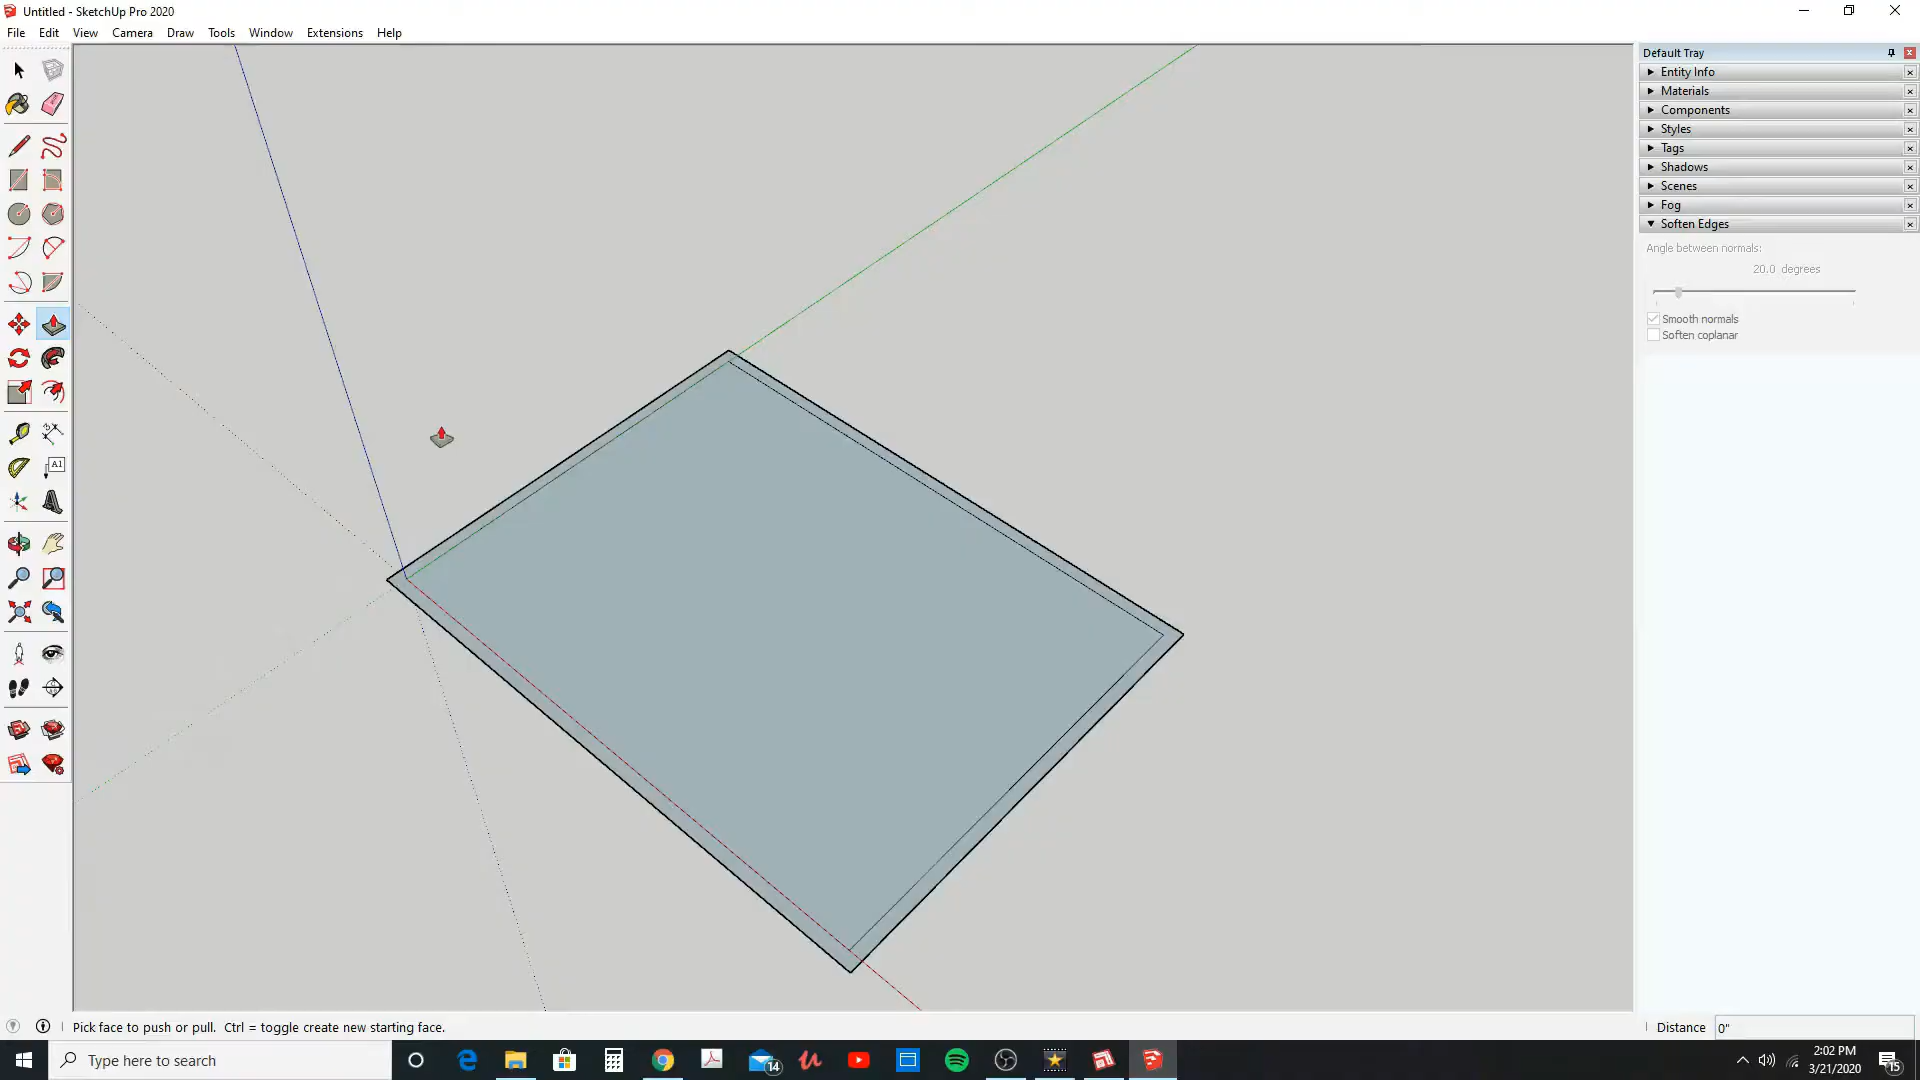 Untitled - SketchUp Pro 2020
File Edit View Camera Draw Tools Window Extensions Help
Default Tray
Entity Info
Materials
Components
Styles
Tags
Shadows
Scenes
Fog
Soften Edges
Angle between normals:
20.0 degrees
Smooth normals
Soften coplanar
A1
Pick face to push or pull. Ctrl = toggle create new starting face.
Distance 0"
Type here to search
14
2:02 PM
3/21/2020
15